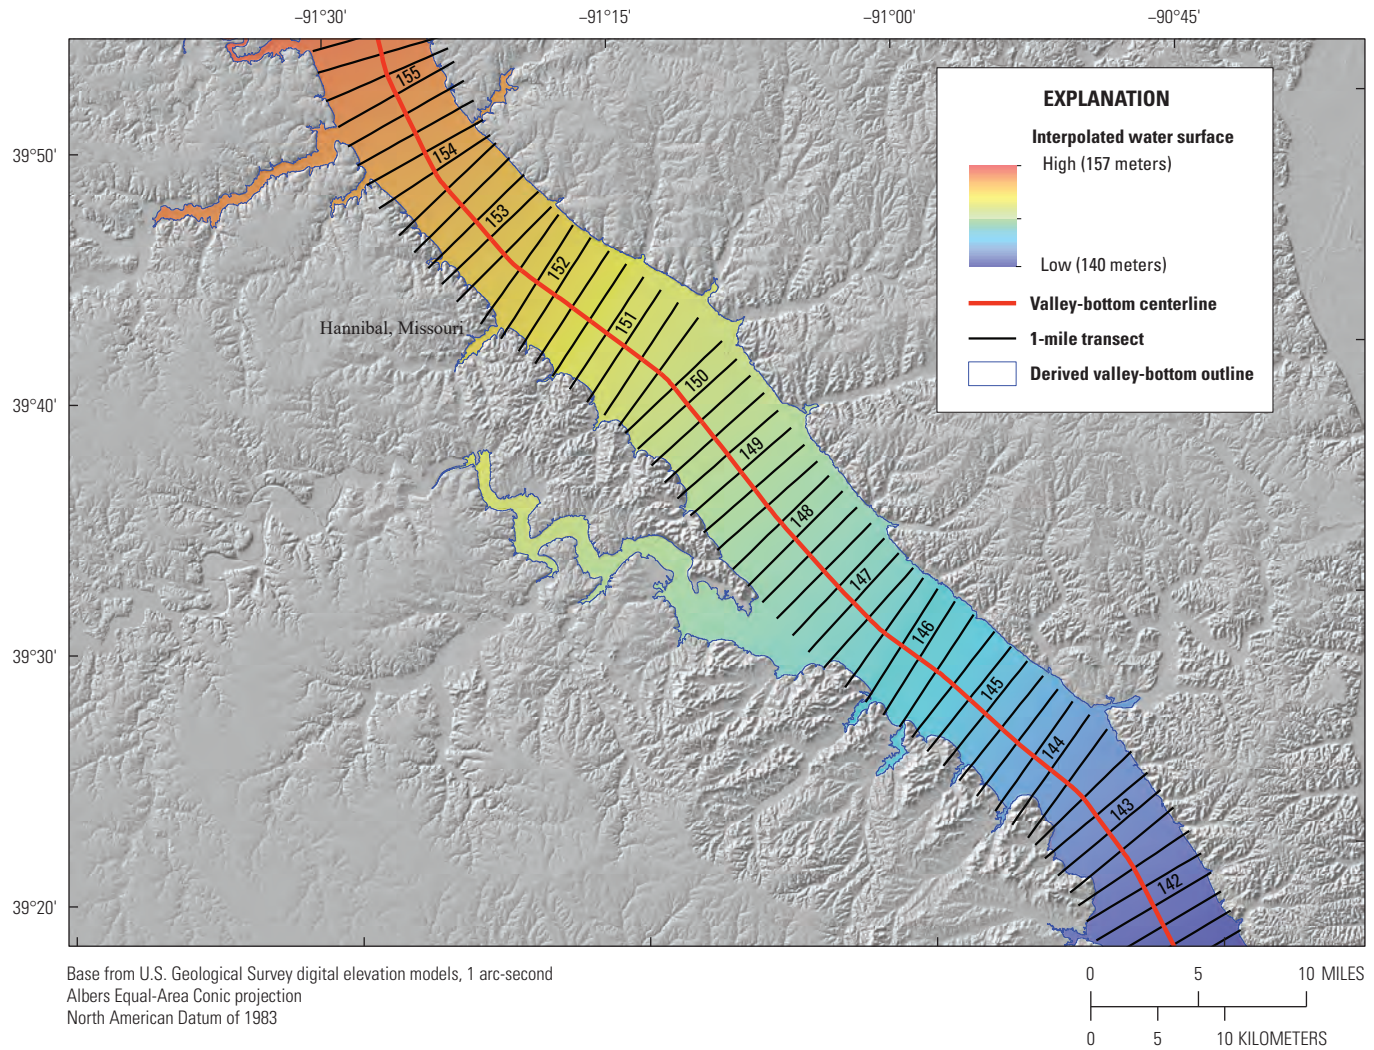 –91°30'
–91°15'
–91°00'
–90°45'
39°50'
39°40'
39°30'
39°20'
155
154
153
152
151
150
149
148
147
146
145
144
143
142
Hannibal, Missouri
EXPLANATION
Interpolated water surface
High (157 meters)
Low (140 meters)
Valley-bottom centerline
1-mile transect
Derived valley-bottom outline
Base from U.S. Geological Survey digital elevation models, 1 arc-second
Albers Equal-Area Conic projection
North American Datum of 1983
0 5 10 MILES
0 5 10 KILOMETERS